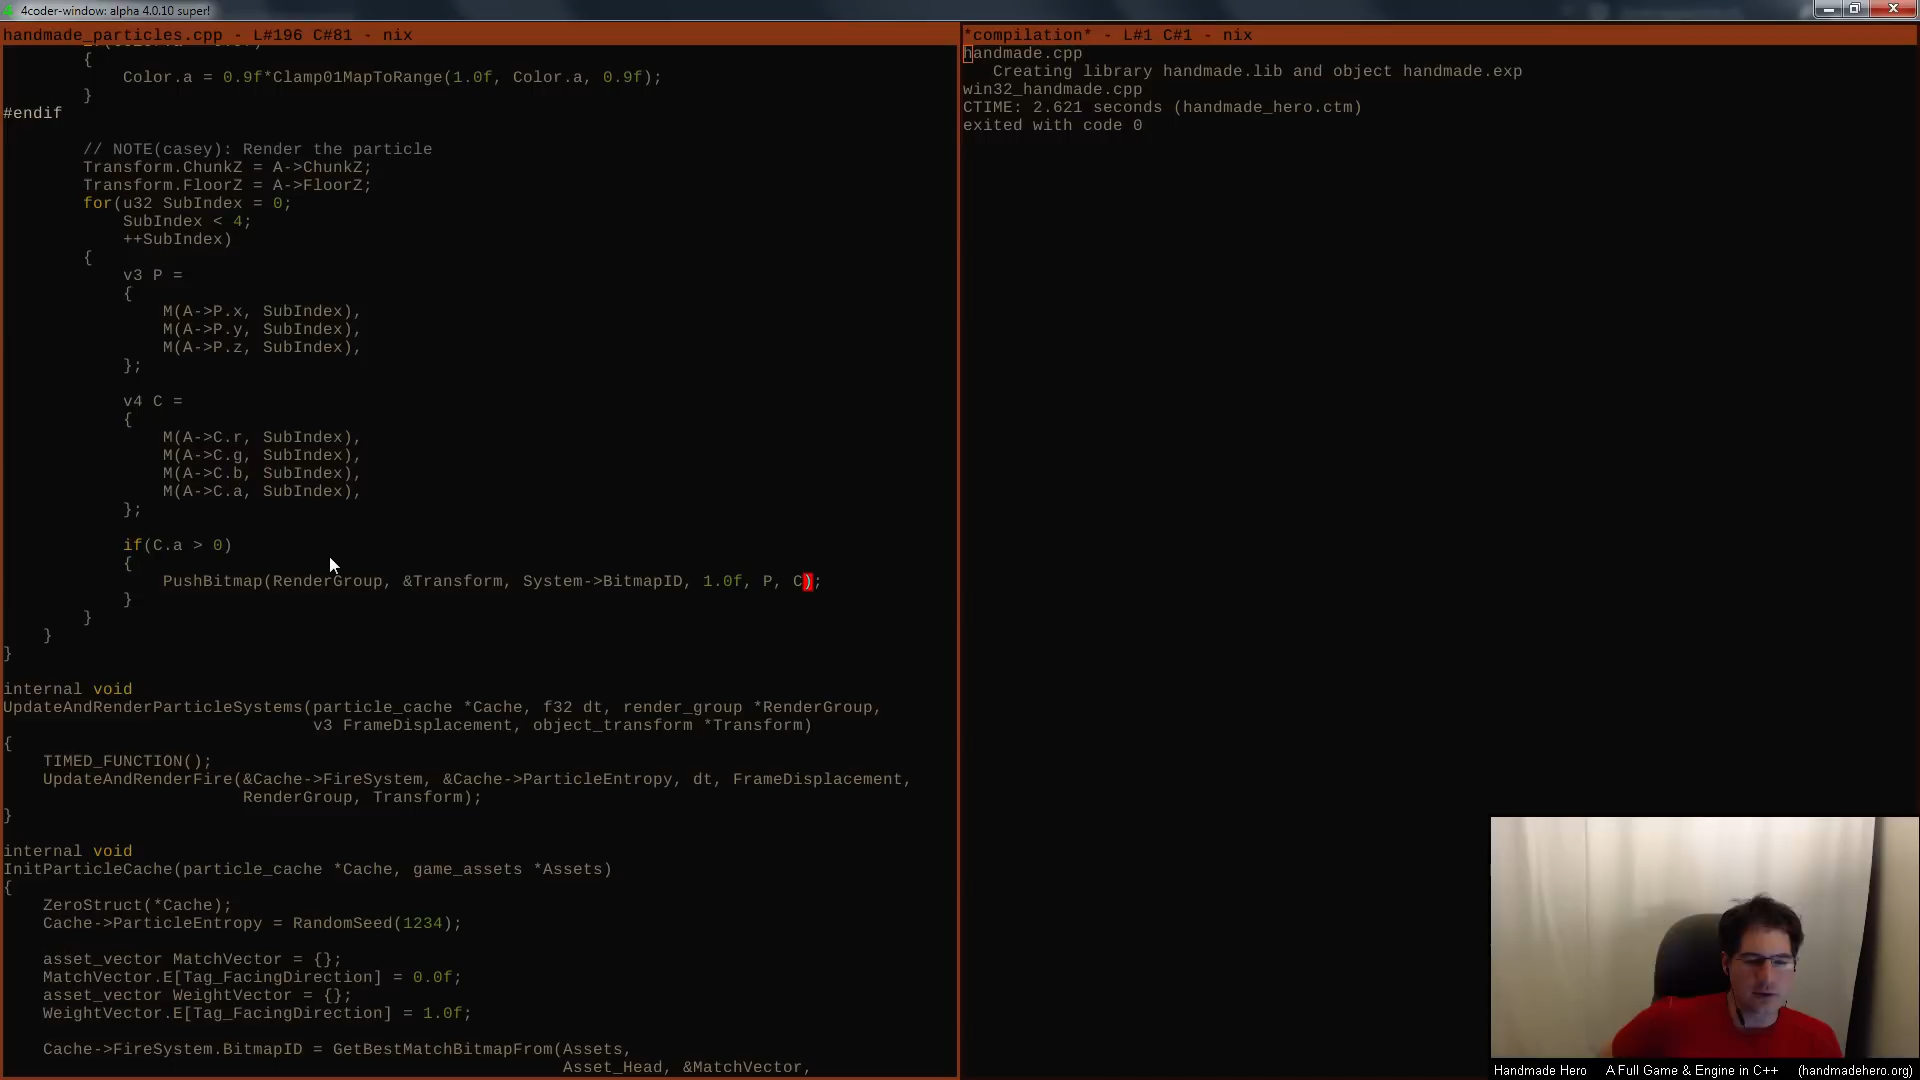 4coder-window: alpha 4.0.10 super!
handmade_particles.cpp - L#196 C#81 - nix
{
Color.a = 0.9f*Clamp01MapToRange(1.0f, Color.a, 0.9f);
}
#endif
// NOTE(casey): Render the particle
Transform.ChunkZ = A->ChunkZ;
Transform.FloorZ = A->FloorZ;
for(u32 SubIndex = 0;
SubIndex < 4;
++SubIndex)
{
v3 P =
{
M(A->P.x, SubIndex),
M(A->P.y, SubIndex),
M(A->P.z, SubIndex),
};
v4 C =
{
M(A->C.r, SubIndex),
M(A->C.g, SubIndex),
M(A->C.b, SubIndex),
M(A->C.a, SubIndex),
};
if(C.a > 0)
{
PushBitmap(RenderGroup, &Transform, System->BitmapID, 1.0f, P, C);
}
}
}
}
internal void
UpdateAndRenderParticleSystems(particle_cache *Cache, f32 dt, render_group *RenderGroup,
v3 FrameDisplacement, object_transform *Transform)
{
TIMED_FUNCTION();
UpdateAndRenderFire(&Cache->FireSystem, &Cache->ParticleEntropy, dt, FrameDisplacement,
RenderGroup, Transform);
}
internal void
InitParticleCache(particle_cache *Cache, game_assets *Assets)
{
ZeroStruct(*Cache);
Cache->ParticleEntropy = RandomSeed(1234);
asset_vector MatchVector = {};
MatchVector.E[Tag_FacingDirection] = 0.0f;
asset_vector WeightVector = {};
WeightVector.E[Tag_FacingDirection] = 1.0f;
Cache->FireSystem.BitmapID = GetBestMatchBitmapFrom(Assets,
Asset_Head, &MatchVector,
*compilation* - L#1 C#1 - nix
handmade.cpp
Creating library handmade.lib and object handmade.exp
win32_handmade.cpp
CTIME: 2.621 seconds (handmade_hero.ctm)
exited with code 0
Handmade Hero A Full Game & Engine in C++ (handmadehero.org)